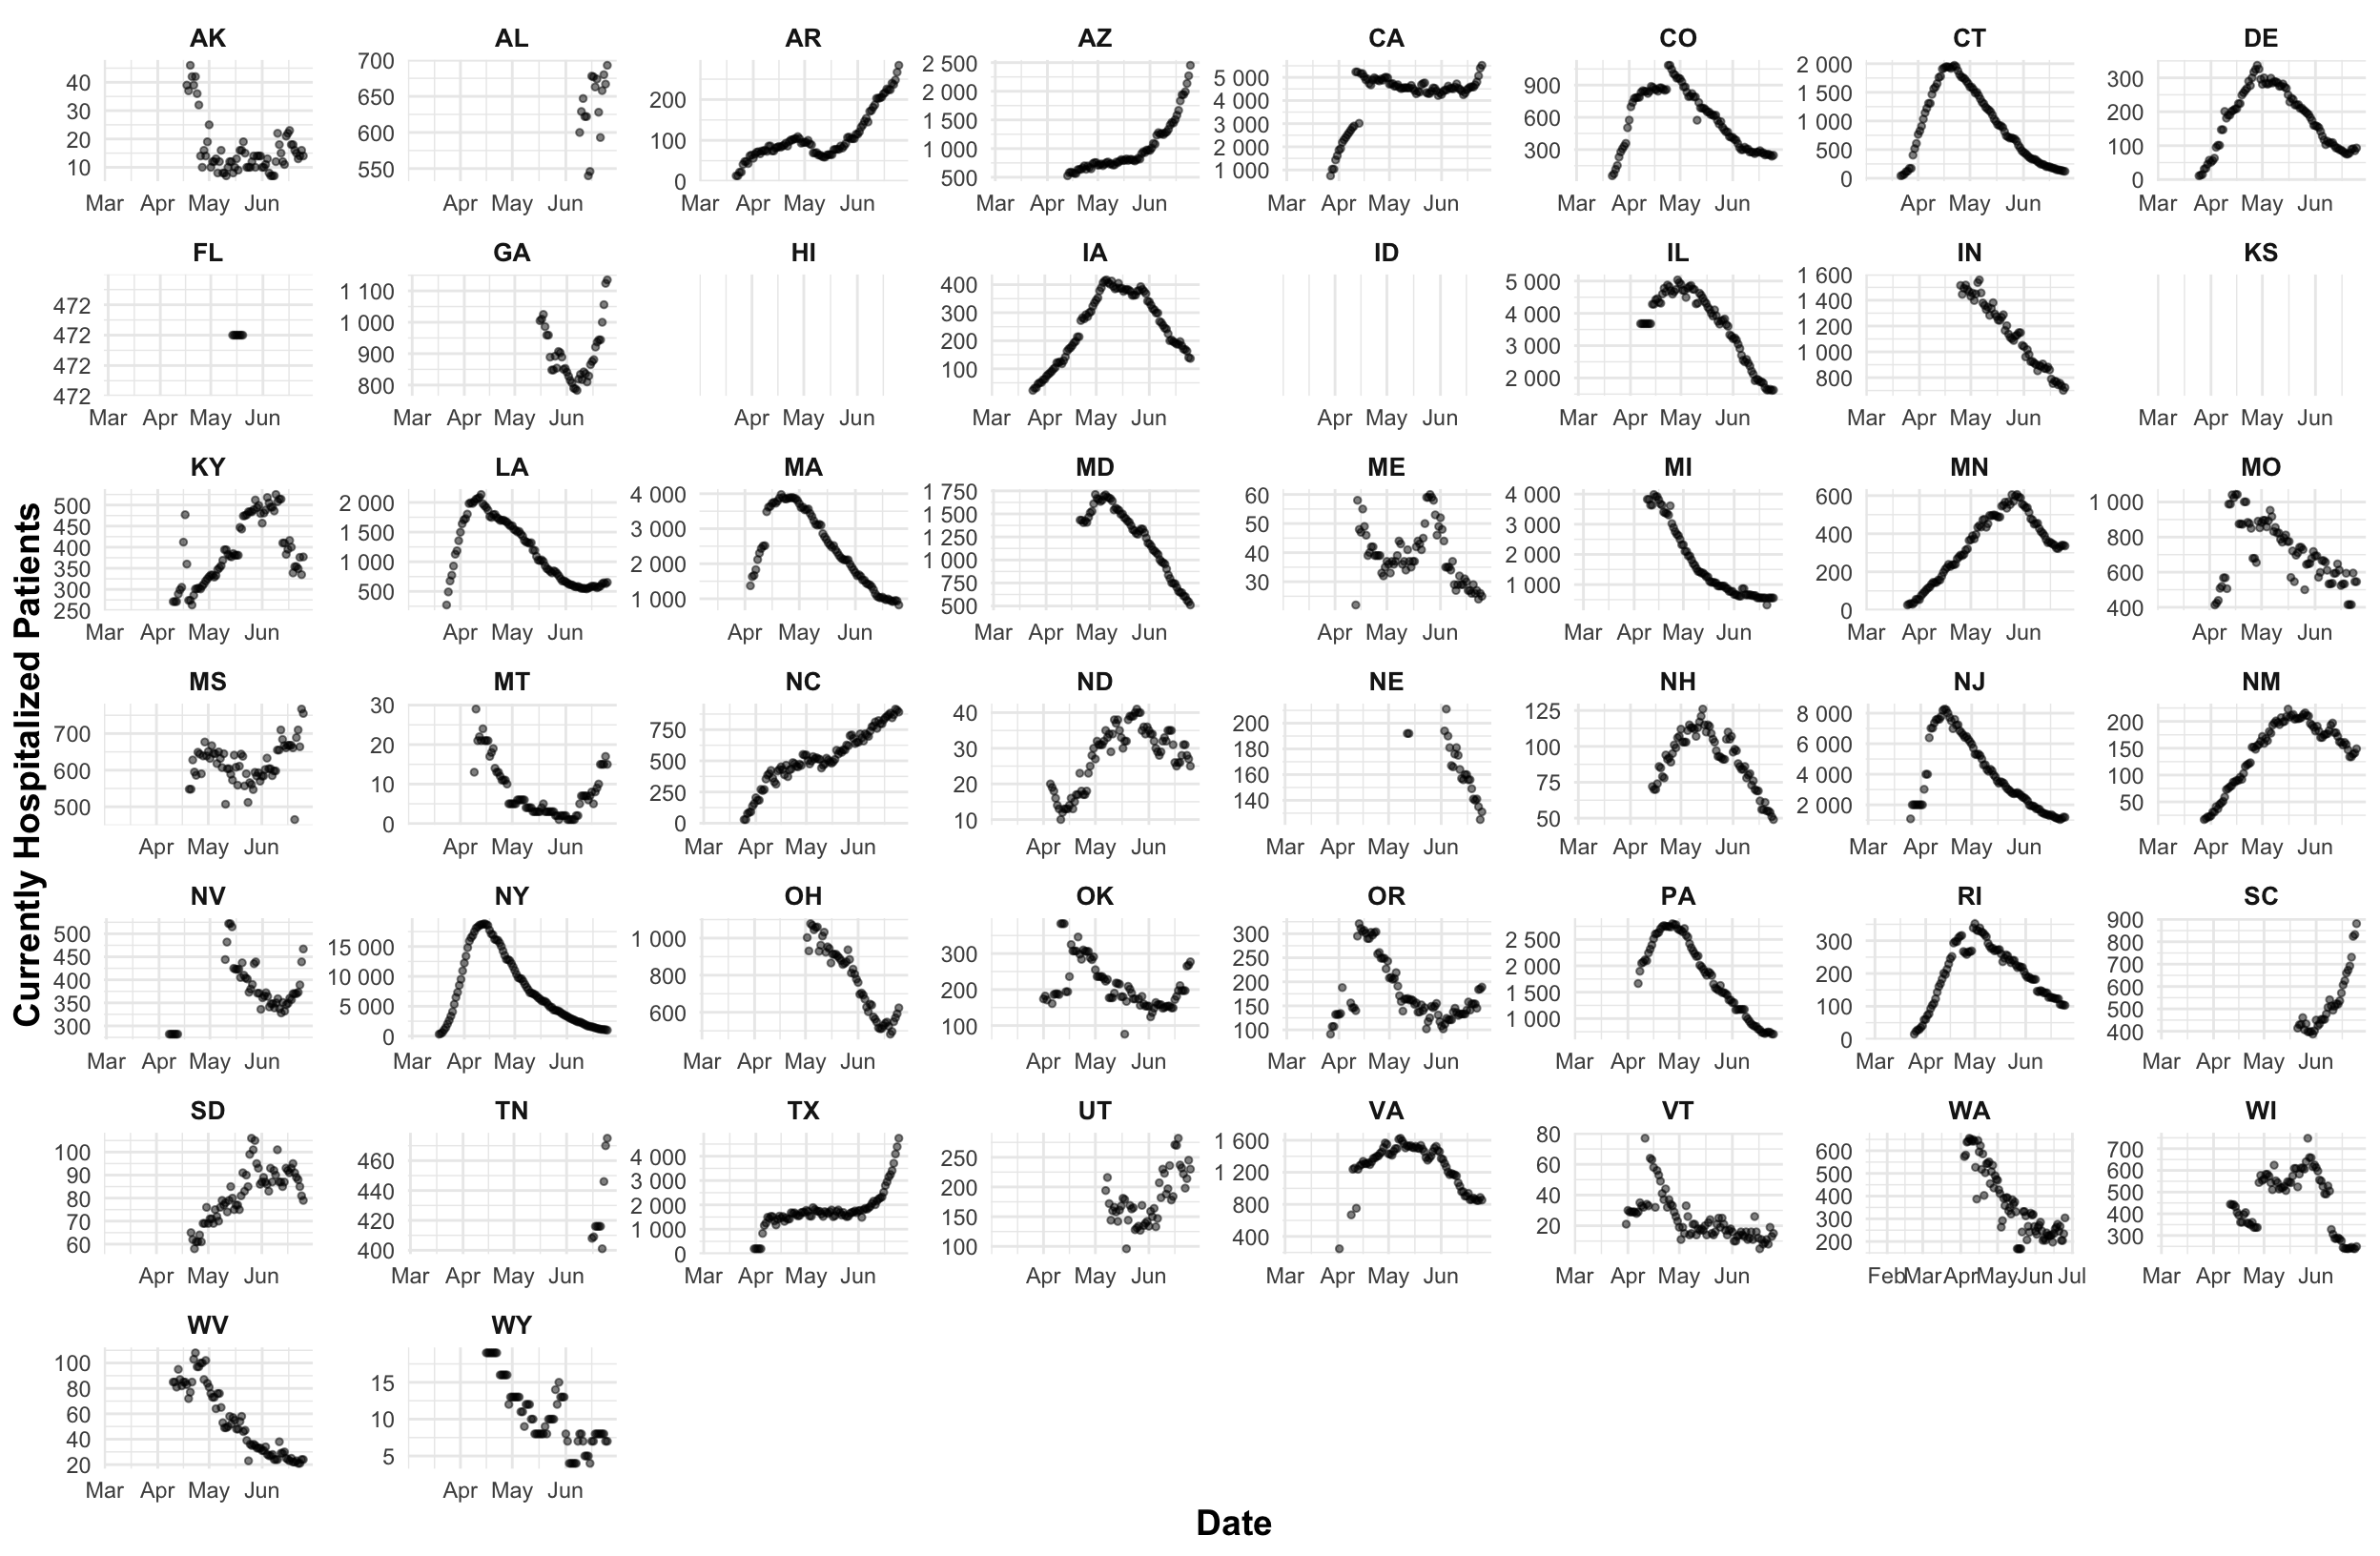 Currently Hospitalized Patients
AK AL AR AZ CA CO CT DE
40 30 20 10
Mar Apr May Jun
700 650 600 550
Apr May Jun
200 100 0
Mar Apr May Jun
2 500 2 000 1 500 1 000 500
Mar Apr May Jun
5 000 4 000 3 000 2 000 1 000
Mar Apr May Jun
900 600 300
Mar Apr May Jun
2 000 1 500 1 000 500 0
Apr May Jun
300 200 100 0
Mar Apr May Jun
FL GA HI IA ID IL IN KS
472 472 472 472
Mar Apr May Jun
1 100 1 000 900 800
Mar Apr May Jun
Apr May Jun
400 300 200 100
Mar Apr May Jun
Apr May Jun
5 000 4 000 3 000 2 000
Mar Apr May Jun
1 600 1 400 1 200 1 000 800
Mar Apr May Jun
Mar Apr May Jun
KY LA MA MD ME MI MN MO
500 450 400 350 300 250
Mar Apr May Jun
2 000 1 500 1 000 500
Apr May Jun
4 000 3 000 2 000 1 000
Apr May Jun
1 750 1 500 1 250 1 000 750 500
Mar Apr May Jun
60 50 40 30
Apr May Jun
4 000 3 000 2 000 1 000
Mar Apr May Jun
600 400 200 0
Mar Apr May Jun
1 000 800 600 400
Apr May Jun
MS MT NC ND NE NH NJ NM
700 600 500
Apr May Jun
30 20 10 0
Apr May Jun
750 500 250 0
Mar Apr May Jun
40 30 20 10
Apr May Jun
200 180 160 140
Mar Apr May Jun
125 100 75 50
Mar Apr May Jun
8 000 6 000 4 000 2 000
Mar Apr May Jun
200 150 100 50
Mar Apr May Jun
NV NY OH OK OR PA RI SC
500 450 400 350 300
Mar Apr May Jun
15 000 10 000 5 000 0
Mar Apr May Jun
1 000 800 600
Mar Apr May Jun
300 200 100
Apr May Jun
300 250 200 150 100
Mar Apr May Jun
2 500 2 000 1 500 1 000
Mar Apr May Jun
300 200 100 0
Mar Apr May Jun
900 800 700 600 500 400
Mar Apr May Jun
SD TN TX UT VA VT WA WI
100 90 80 70 60
Apr May Jun
460 440 420 400
Mar Apr May Jun
4 000 3 000 2 000 1 000 0
Mar Apr May Jun
250 200 150 100
Apr May Jun
1 600 1 200 800 400
Mar Apr May Jun
80 60 40 20
Mar Apr May Jun
600 500 400 300 200
Feb Mar Apr May Jun Jul
700 600 500 400 300
Mar Apr May Jun
WV WY
100 80 60 40 20
Mar Apr May Jun
15 10 5
Apr May Jun
Date